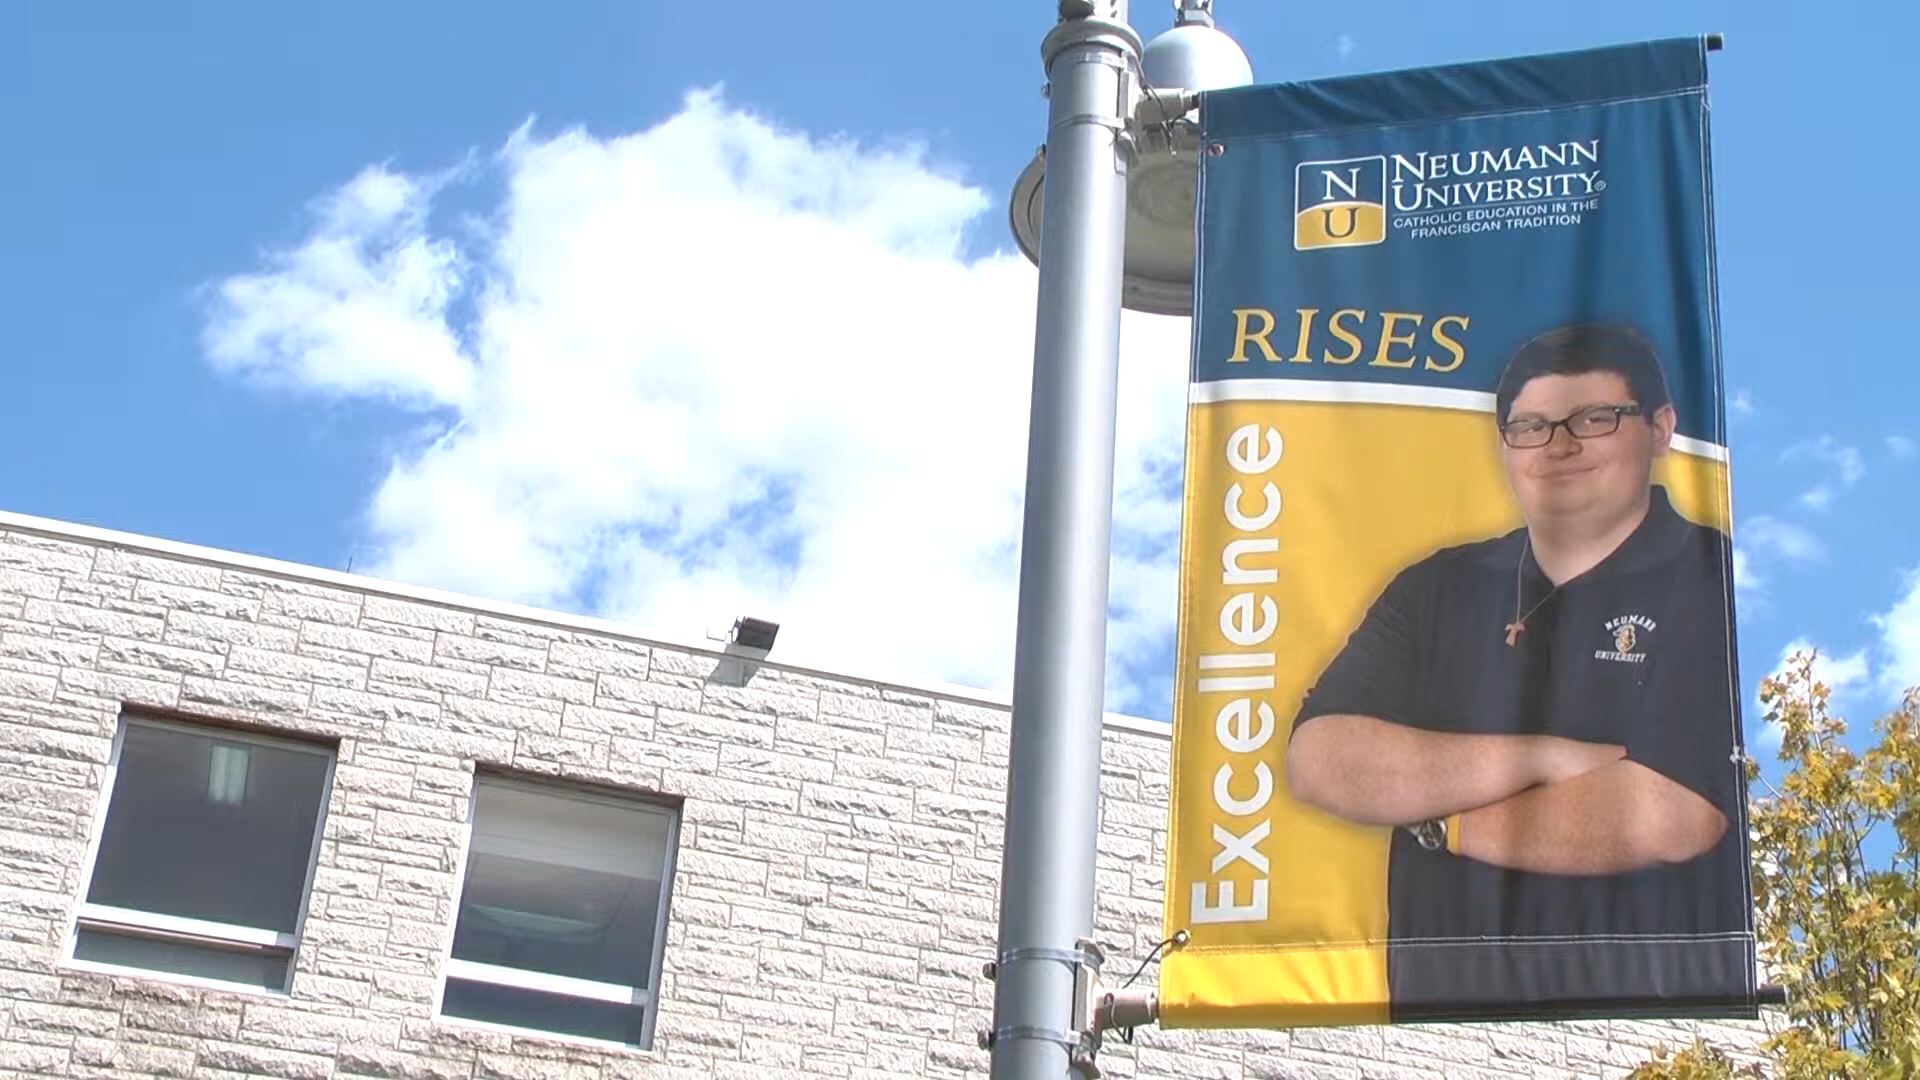 N
U
NEUMANN
UNIVERSITY®
CATHOLIC EDUCATION IN THE
FRANCISCAN TRADITION
RISES
Excellence
NEUMANN
UNIVERSITY